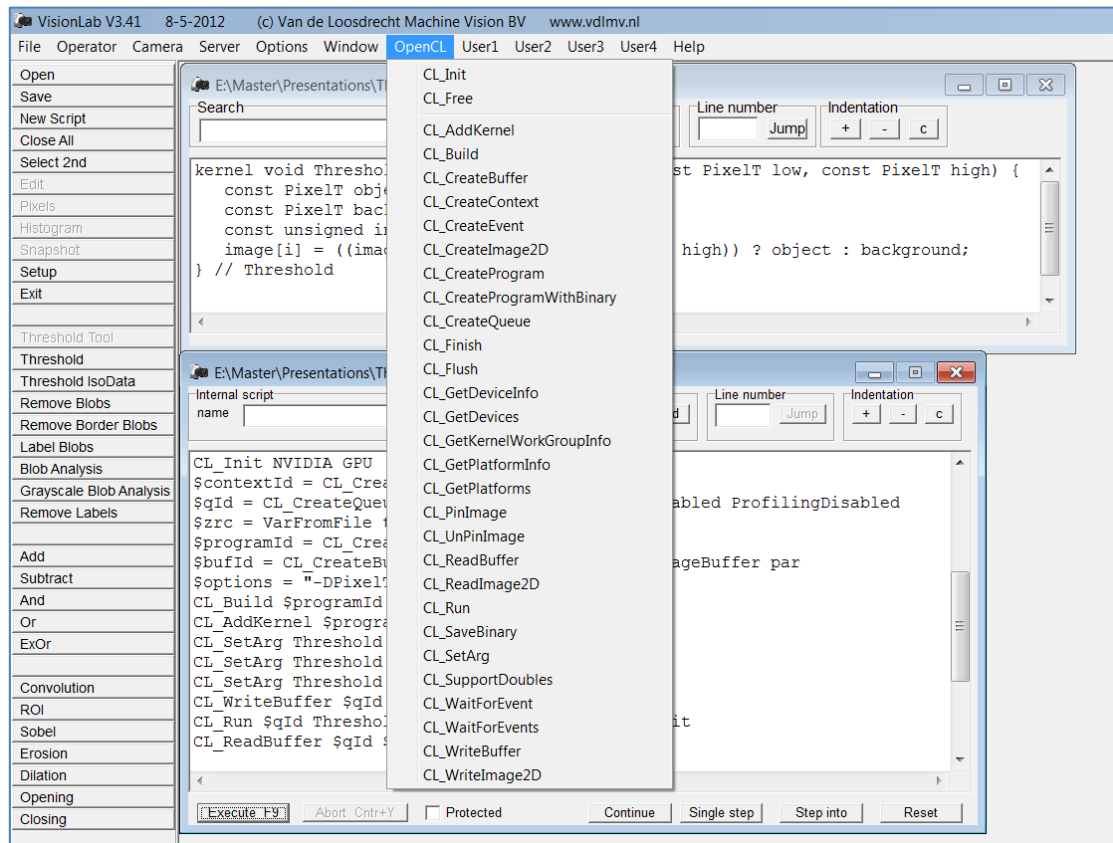 VisionLab V3.41 8-5-2012 (c) Van de Loosdrecht Machine Vision BV www.vdlmv.nl
File Operator Camera Server Options Window OpenCL User1 User2 User3 User4 Help
Open
Save
New Script
Close All
Select 2nd
Edit
Pixels
Histogram
Snapshot
Setup
Exit
Threshold Tool
Threshold
Threshold IsoData
Remove Blobs
Remove Border Blobs
Label Blobs
Blob Analysis
Grayscale Blob Analysis
Remove Labels
Add
Subtract
And
Or
ExOr
Convolution
ROI
Sobel
Erosion
Dilation
Opening
Closing
E:\Master\Presentations\Th
Search
Line number
Indentation
Jump + - c
kernel void Threshol st PixelT low, const PixelT high) {
const PixelT obje
const PixelT bac
const unsigned i
image[i] = ((imag high)) ? object : background;
} // Threshold
CL_Init
CL_Free
CL_AddKernel
CL_Build
CL_CreateBuffer
CL_CreateContext
CL_CreateEvent
CL_CreateImage2D
CL_CreateProgram
CL_CreateProgramWithBinary
CL_CreateQueue
CL_Finish
CL_Flush
CL_GetDeviceInfo
CL_GetDevices
CL_GetKernelWorkGroupInfo
CL_GetPlatformInfo
CL_GetPlatforms
CL_PinImage
CL_UnPinImage
CL_ReadBuffer
CL_ReadImage2D
CL_Run
CL_SaveBinary
CL_SetArg
CL_SupportDoubles
CL_WaitForEvent
CL_WaitForEvents
CL_WriteBuffer
CL_WriteImage2D
E:\Master\Presentations\Th
Internal script
name
d
Line number
Jump
Indentation
+ - c
CL_Init NVIDIA GPU
$contextId = CL_Crea
$qId = CL_CreateQueu abled ProfilingDisabled
$zrc = VarFromFile t
$programId = CL_Crea
$bufId = CL_CreateBu ageBuffer par
$options = "-DPixelT
CL_Build $programId
CL_AddKernel $progra
CL_SetArg Threshold
CL_SetArg Threshold
CL_SetArg Threshold
CL_WriteBuffer $qId
CL_Run $qId Threshol it
CL_ReadBuffer $qId $
Execute F9 Abort Cntr+Y Protected Continue Single step Step into Reset